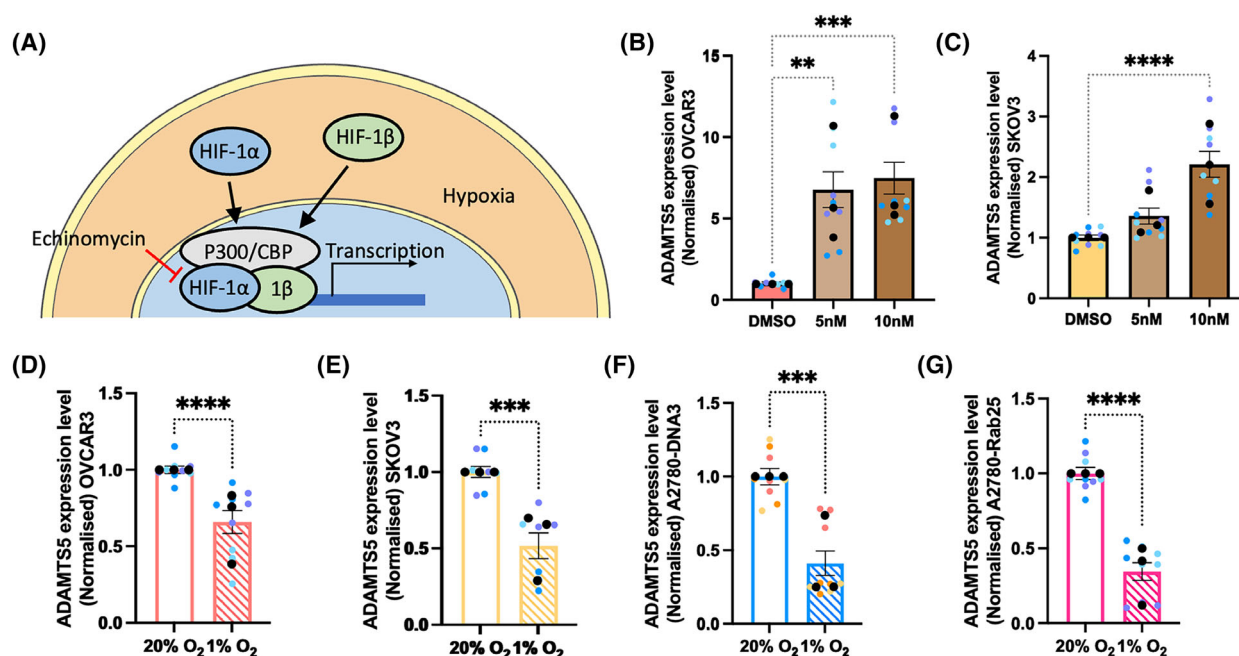 (A)
HIF-1α
HIF-1β
Hypoxia
Echinomycin
P300/CBP
Transcription
HIF-1α
1β
(B)
ADAMTS5 expression level
(Normalised) OVCAR3
15
10
5
0
**
***
DMSO
5nM
10nM
(C)
ADAMTS5 expression level
(Normalised) SKOV3
4
3
2
1
0
****
DMSO
5nM
10nM
(D)
ADAMTS5 expression level
(Normalised) OVCAR3
1.5
1.0
0.5
0.0
****
20% O₂ 1% O₂
(E)
ADAMTS5 expression level
(Normalised) SKOV3
1.5
1.0
0.5
0.0
***
20% O₂ 1% O₂
(F)
ADAMTS5 expression level
(Normalised) A2780-DNA3
1.5
1.0
0.5
0.0
***
20% O₂ 1% O₂
(G)
ADAMTS5 expression level
(Normalised) A2780-Rab25
1.5
1.0
0.5
0.0
****
20% O₂ 1% O₂